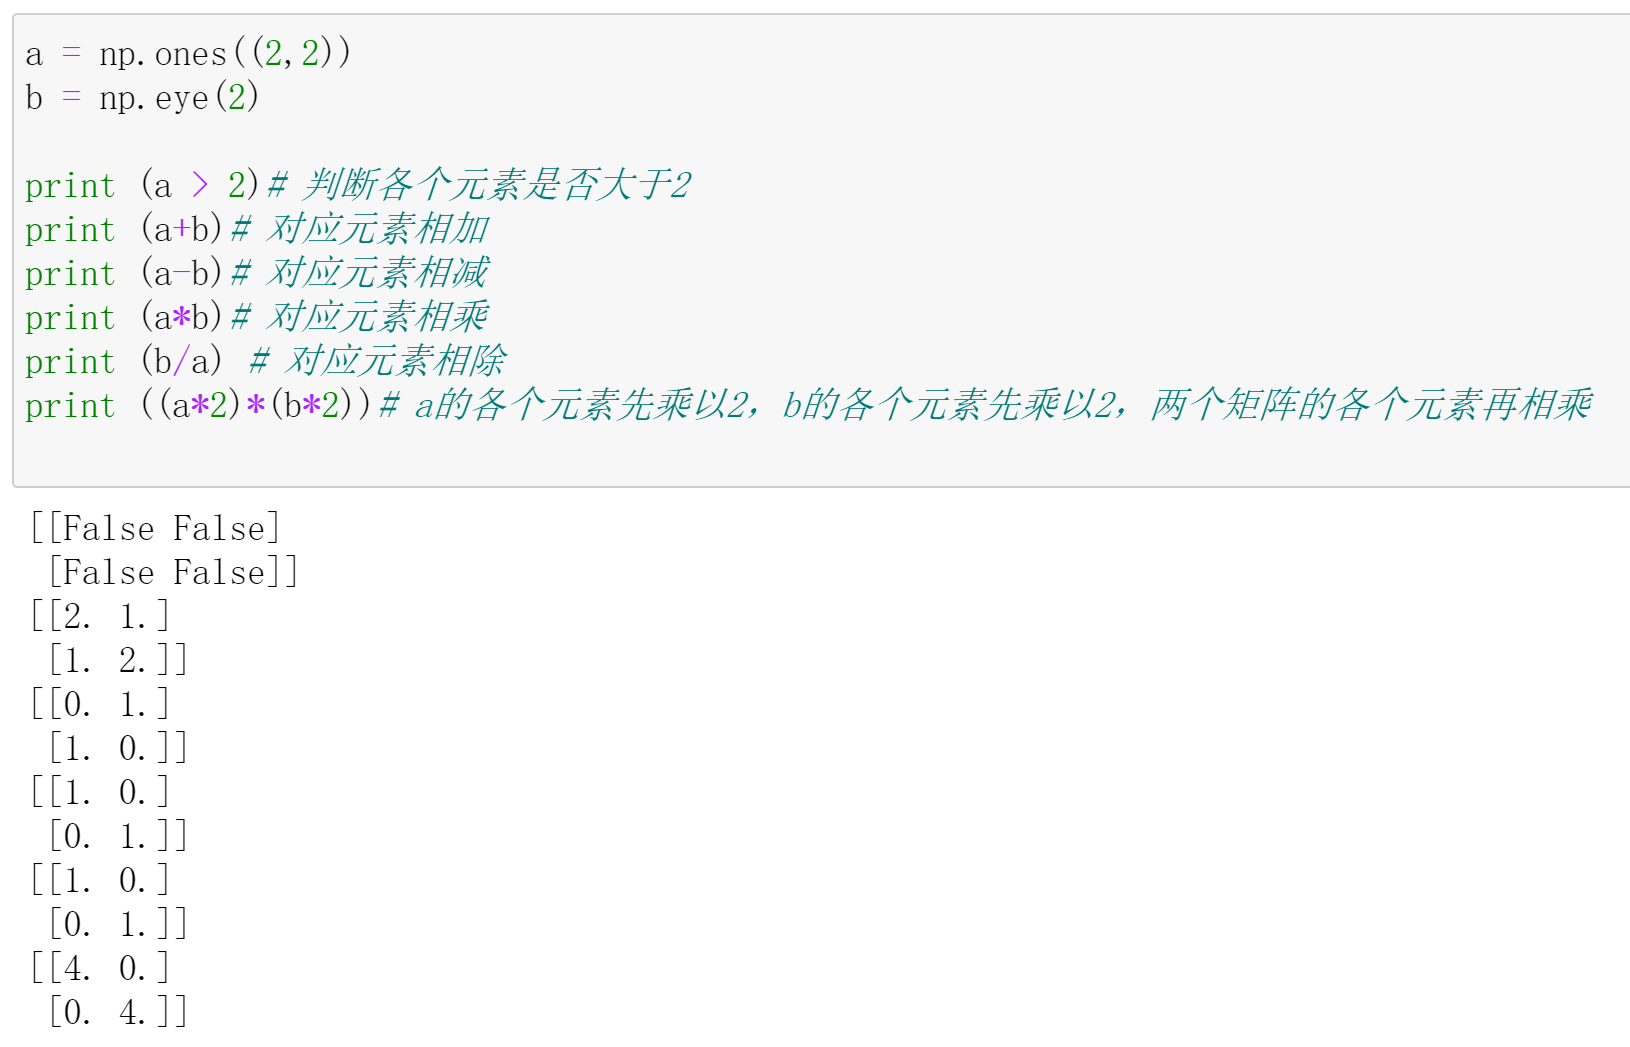 a = np.ones((2,2))
b = np.eye(2)
print (a > 2)# 判断各个元素是否大于2
print (a+b)# 对应元素相加
print (a-b)# 对应元素相减
print (a*b)# 对应元素相乘
print (b/a) # 对应元素相除
print ((a*2)*(b*2))# a的各个元素先乘以2，b的各个元素先乘以2，两个矩阵的各个元素再相乘
[[False False]
 [False False]]
[[2. 1.]
 [1. 2.]]
[[0. 1.]
 [1. 0.]]
[[1. 0.]
 [0. 1.]]
[[1. 0.]
 [0. 1.]]
[[4. 0.]
 [0. 4.]]